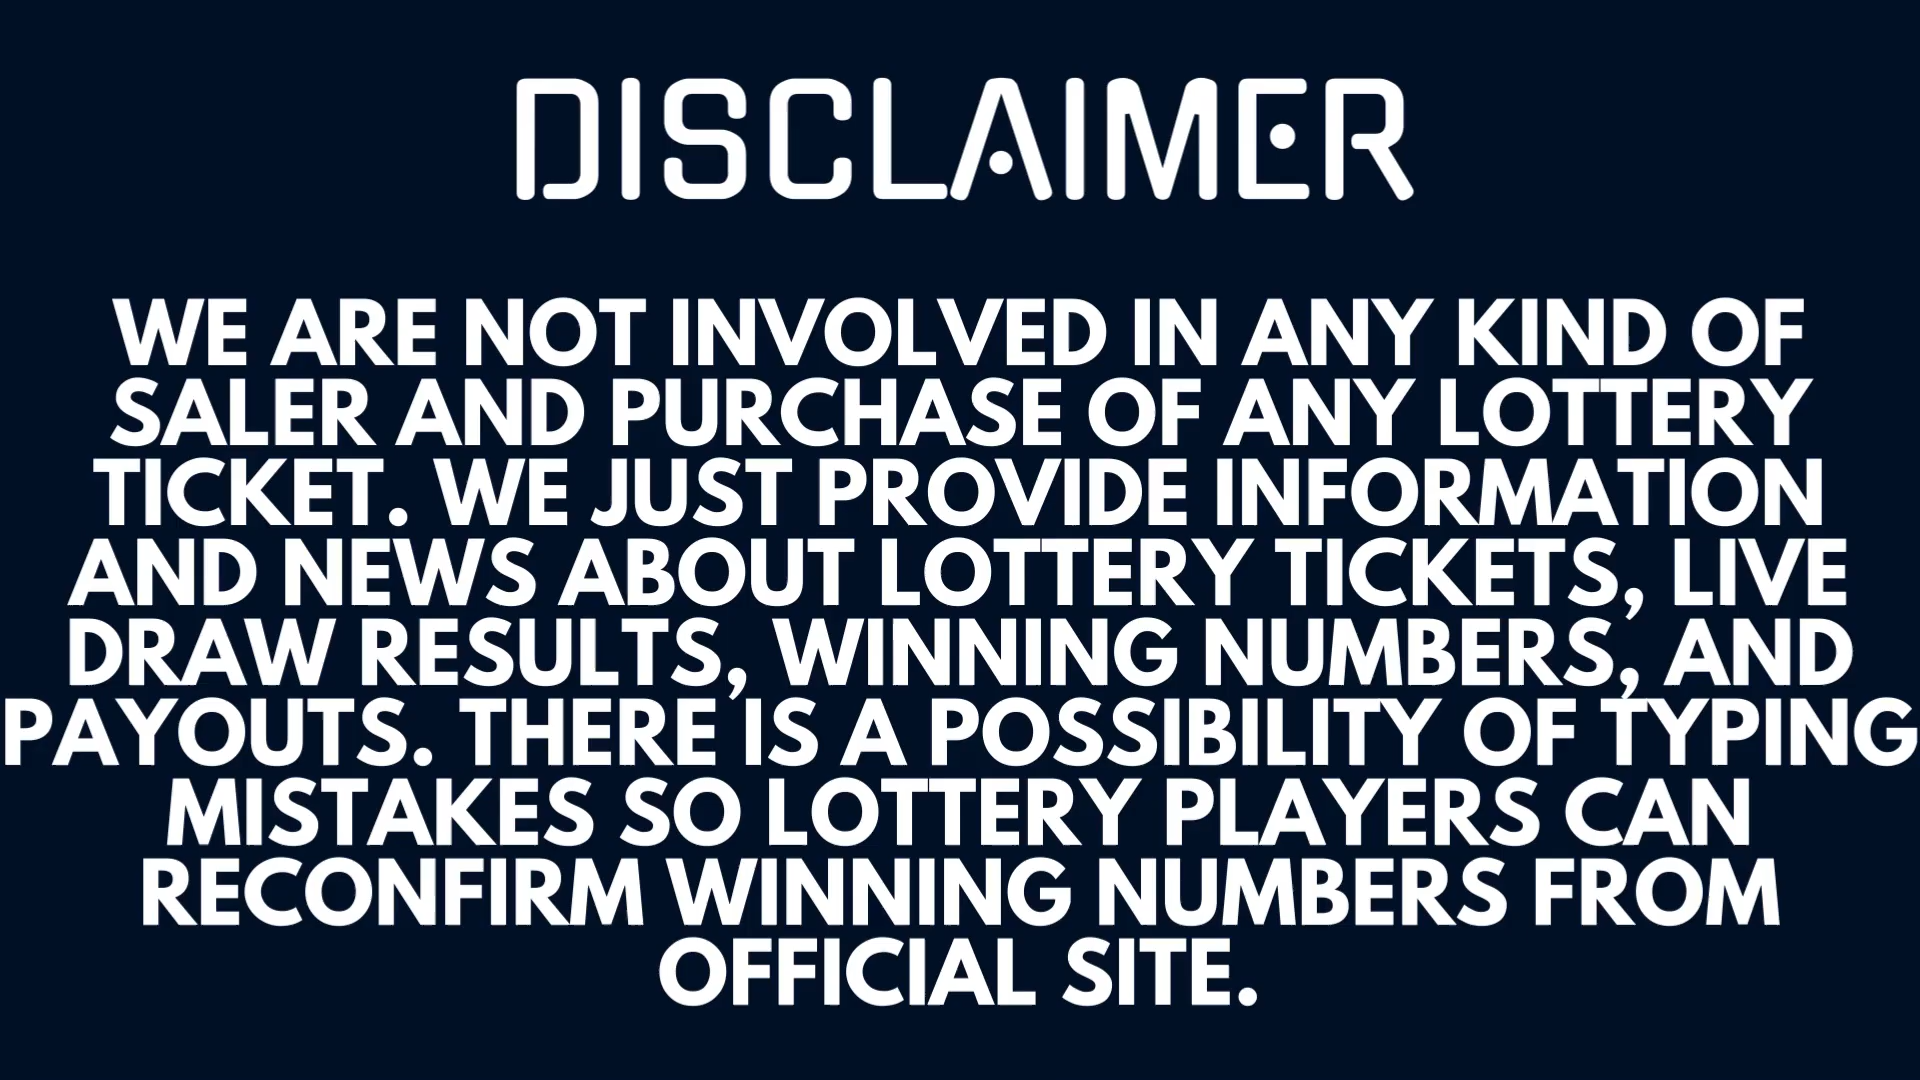 DISCLAIMER
WE ARE NOT INVOLVED IN ANY KIND OF
SALER AND PURCHASE OF ANY LOTTERY
TICKET. WE JUST PROVIDE INFORMATION
AND NEWS ABOUT LOTTERY TICKETS, LIVE
DRAW RESULTS, WINNING NUMBERS, AND
PAYOUTS. THERE IS A POSSIBILITY OF TYPING
MISTAKES SO LOTTERY PLAYERS CAN
RECONFIRM WINNING NUMBERS FROM
OFFICIAL SITE.